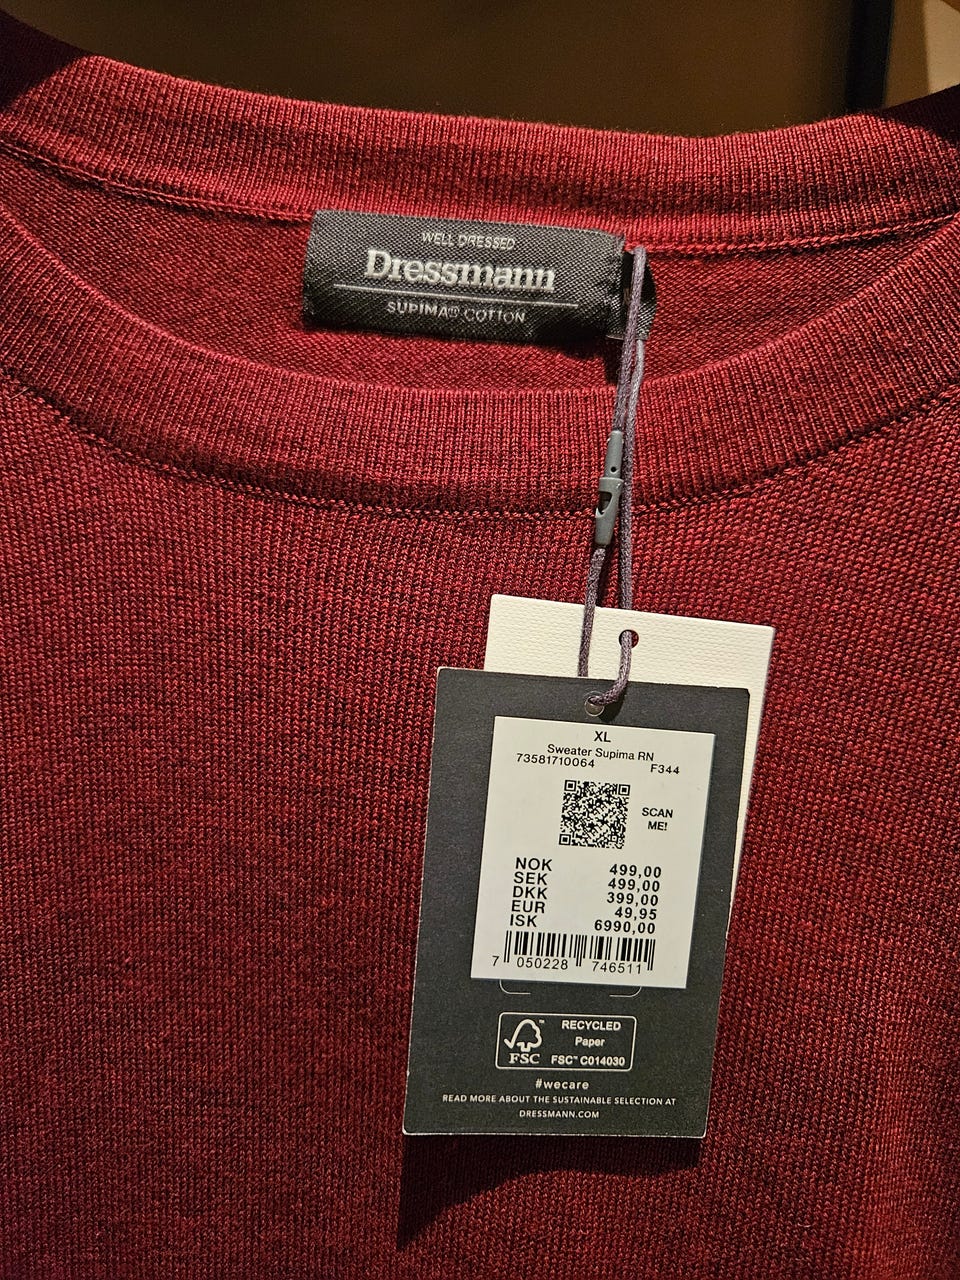 WELL DRESSED
Dressmann
SUPIMA® COTTON
XL
Sweater Supima RN
73581710064 F344
SCAN
ME!
NOK 499,00
SEK 499,00
DKK 399,00
EUR 49,95
ISK 6990,00
7 050228 746511
FSC™
RECYCLED
Paper
FSC™ C014030
#wecare
READ MORE ABOUT THE SUSTAINABLE SELECTION AT
DRESSMANN.COM